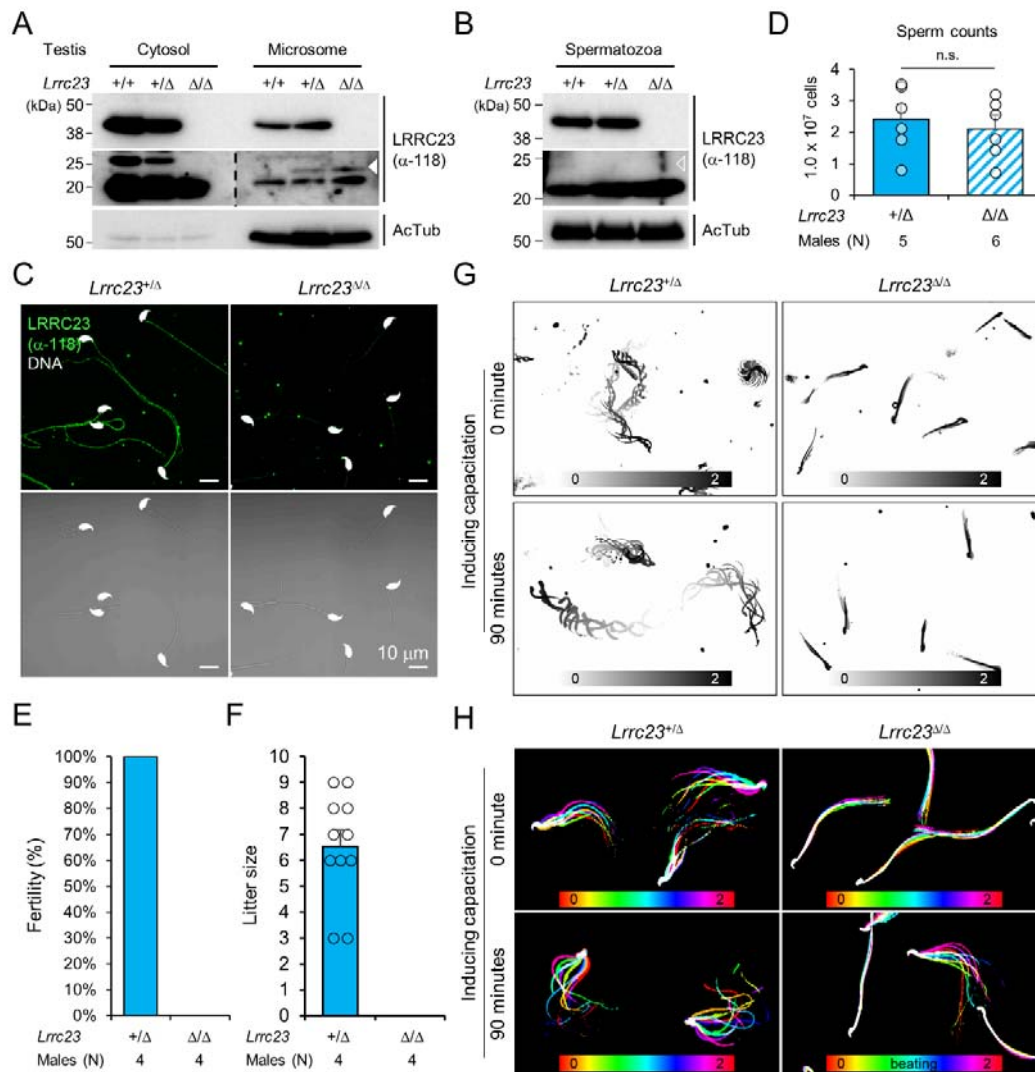 A
Testis
Cytosol
Microsome
Lrrc23
+/+ +/Δ Δ/Δ
+/+ +/Δ Δ/Δ
(kDa)
50
38
25
20
50
LRRC23
(α-118)
AcTub
B
Spermatozoa
Lrrc23
+/+ +/Δ Δ/Δ
50
38
25
20
50
LRRC23
(α-118)
AcTub
D
Sperm counts
n.s.
1.0 x 10⁷ cells
4
3
2
1
0
Lrrc23 +/Δ Δ/Δ
Males (N) 5 6
C
Lrrc23+/Δ
Lrrc23Δ/Δ
LRRC23
(α-118)
DNA
10 μm
G
Lrrc23+/Δ
Lrrc23Δ/Δ
Inducing capacitation
0 minute
0 2
0 2
90 minutes
0 2
0 2
E
Fertility (%)
100%
90%
80%
70%
60%
50%
40%
30%
20%
10%
0%
Lrrc23 +/Δ Δ/Δ
Males (N) 4 4
F
Litter size
10
9
8
7
6
5
4
3
2
1
0
+/Δ Δ/Δ
4 4
H
Lrrc23+/Δ
Lrrc23Δ/Δ
Inducing capacitation
0 minute
0 2
0 2
90 minutes
0 2
0 beating 2